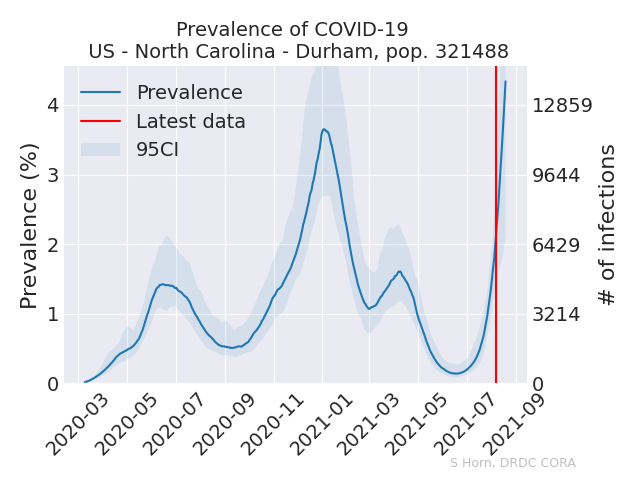 Prevalence of COVID-19
US - North Carolina - Durham, pop. 321488
Prevalence
Latest data
95CI
Prevalence (%)
4
3
2
1
0
12859
9644
6429
3214
0
# of infections
2020-03
2020-05
2020-07
2020-09
2020-11
2021-01
2021-03
2021-05
2021-07
2021-09
S Horn, DRDC CORA